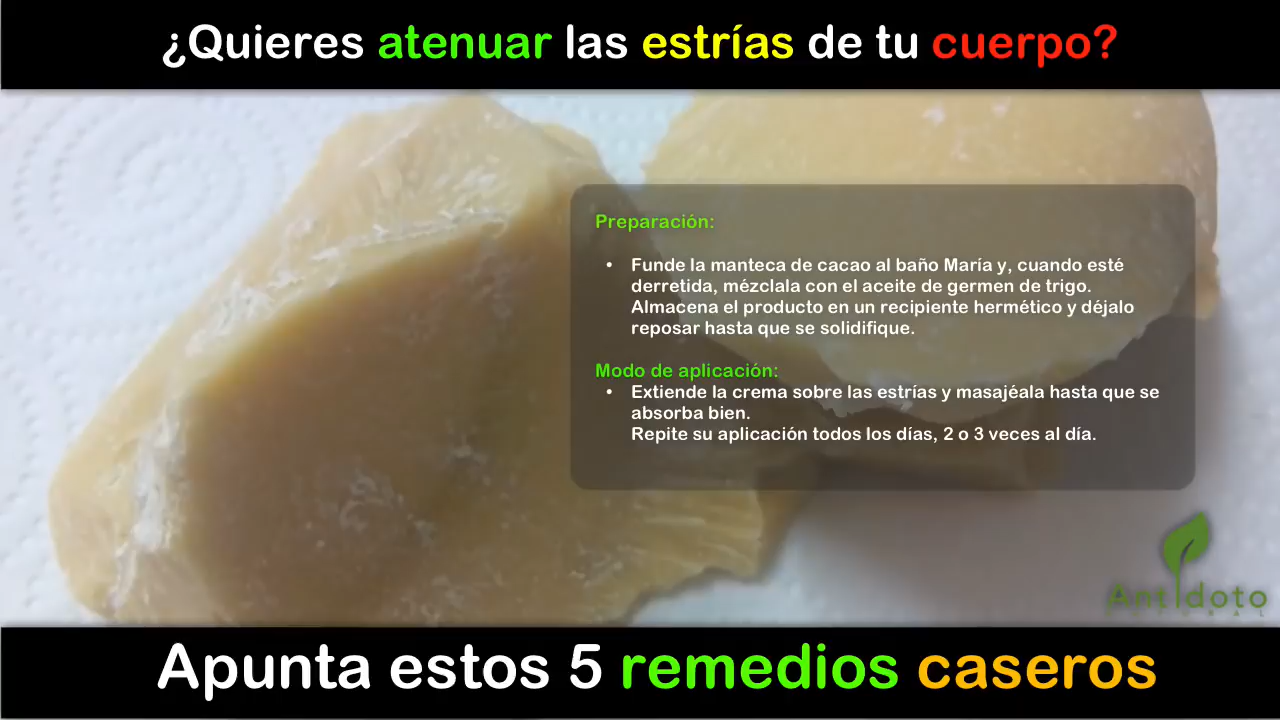 ¿Quieres atenuar las estrías de tu cuerpo?
Preparación:
• Funde la manteca de cacao al baño María y, cuando esté
derretida, mézclala con el aceite de germen de trigo.
Almacena el producto en un recipiente hermético y déjalo
reposar hasta que se solidifique.
Modo de aplicación:
• Extiende la crema sobre las estrías y masajéala hasta que se
absorba bien.
Repite su aplicación todos los días, 2 o 3 veces al día.
Antídoto
Apunta estos 5 remedios caseros